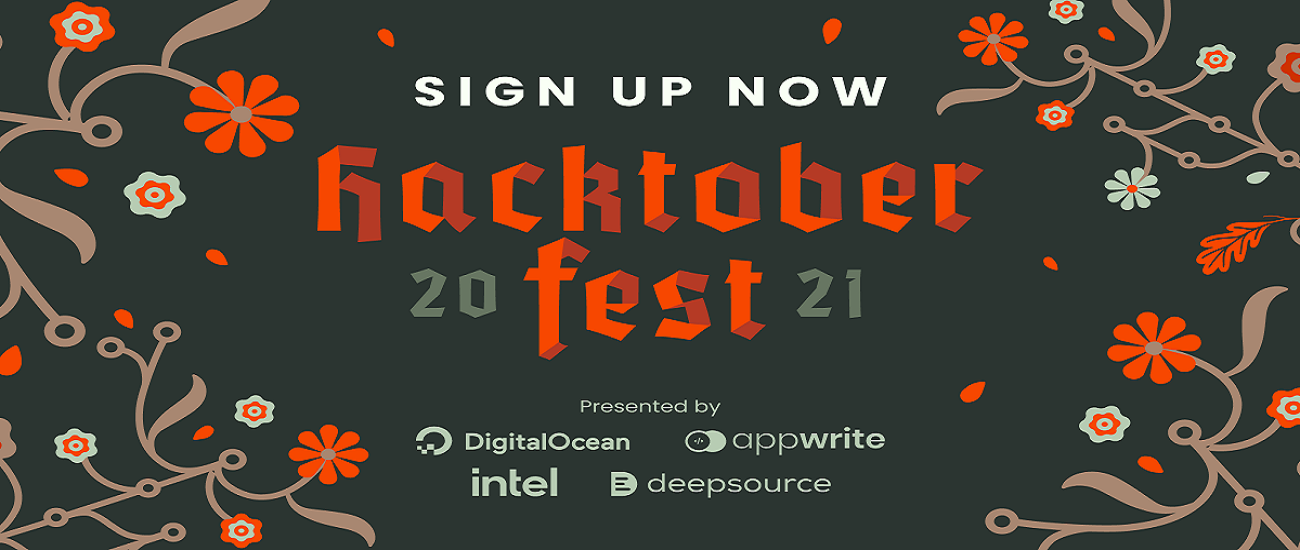 SIGN UP NOW
hacktober
20 fest 21
Presented by
DigitalOcean appwrite
intel deepsource